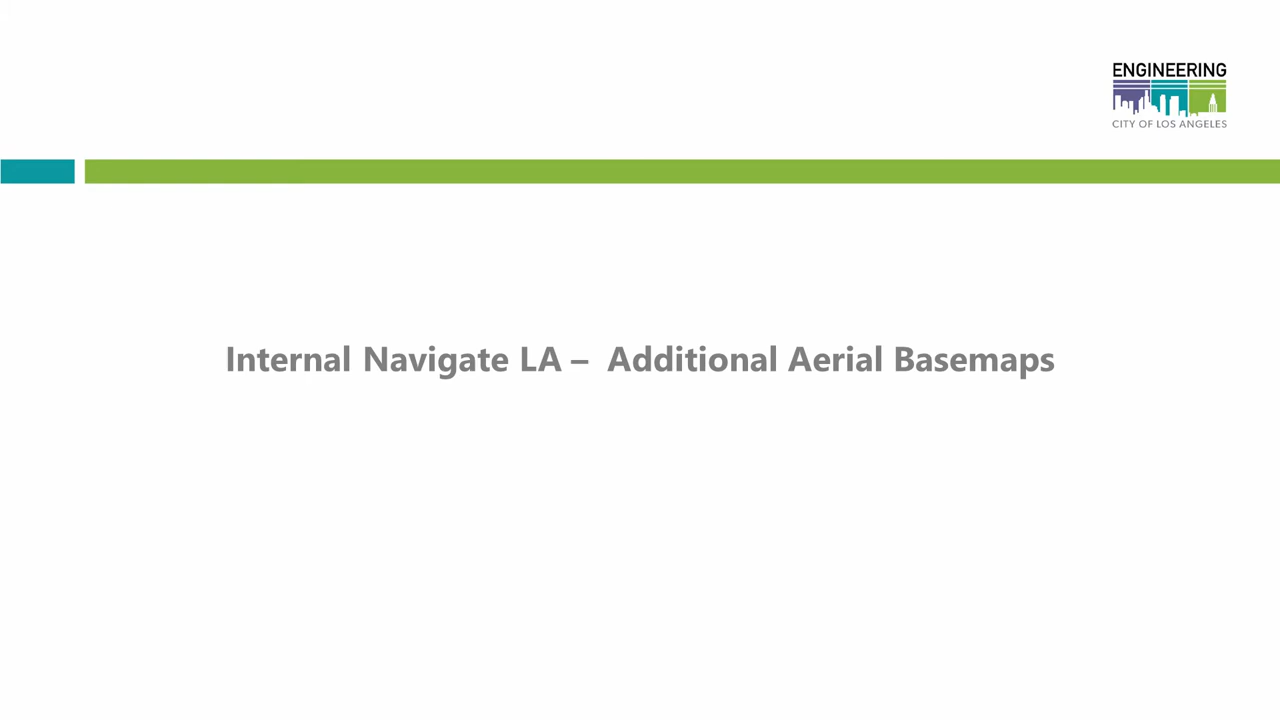 ENGINEERING
CITY OF LOS ANGELES
Internal Navigate LA –  Additional Aerial Basemaps